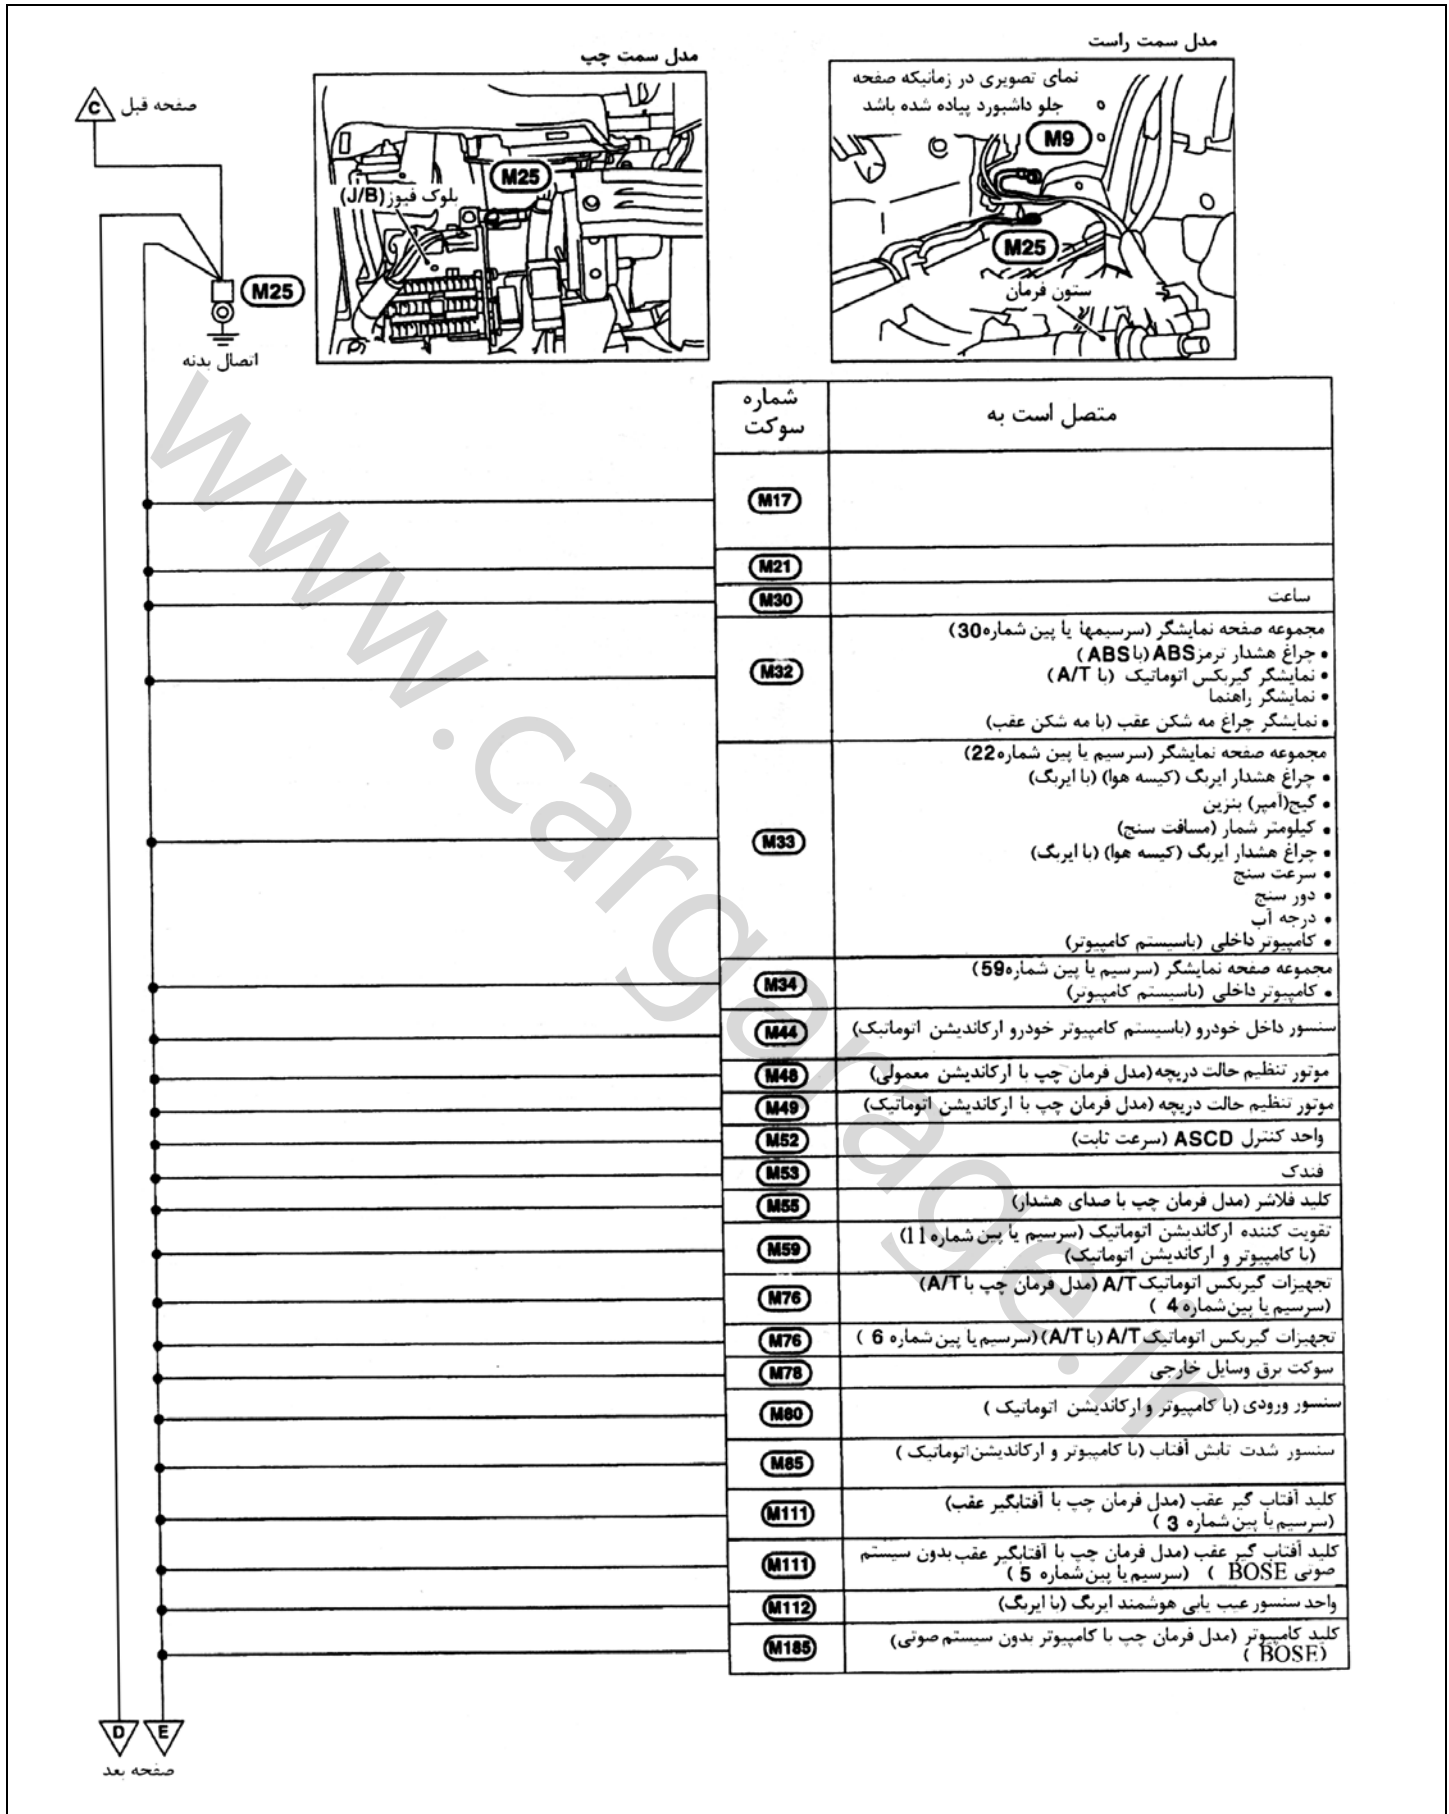 مدل سمت راست
مدل سمت چپ
نمای تصویری در زمانیکه صفحه
جلو داشبورد پیاده شده باشد
M9
M25
ستون فرمان
M25
بلوک فیوز (J/B)
C
صفحه قبل
M25
اتصال بدنه
شماره سوکت متصل است به
M17
M21
M30 ساعت
M32 مجموعه صفحه نمایشگر (سرسیمها یا پین شماره 30)
• چراغ هشدار ترمز ABS (با ABS)
• نمایشگر گیربکس اتوماتیک (با A/T)
• نمایشگر راهنما
• نمایشگر چراغ مه شکن عقب (با مه شکن عقب)
M33 مجموعه صفحه نمایشگر (سرسیم یا پین شماره 22)
• چراغ هشدار ایربگ (کیسه هوا) (با ایربگ)
• گیج(آمپر) بنزین
• کیلومتر شمار (مسافت سنج)
• چراغ هشدار ایربگ (کیسه هوا) (با ایربگ)
• سرعت سنج
• دور سنج
• درجه آب
• کامپیوتر داخلی (باسیستم کامپیوتر)
M34 مجموعه صفحه نمایشگر (سرسیم یا پین شماره 59)
• کامپیوتر داخلی (باسیستم کامپیوتر)
M44 سنسور داخل خودرو (باسیستم کامپیوتر خودرو ارکاندیشن اتوماتیک)
M48 موتور تنظیم حالت دریچه (مدل فرمان چپ با ارکاندیشن معمولی)
M49 موتور تنظیم حالت دریچه (مدل فرمان چپ با ارکاندیشن اتوماتیک)
M52 واحد کنترل ASCD (سرعت ثابت)
M53 فندک
M55 کلید فلاشر (مدل فرمان چپ با صدای هشدار)
M59 تقویت کننده ارکاندیشن اتوماتیک (سرسیم یا پین شماره 11)
(با کامپیوتر و ارکاندیشن اتوماتیک)
M76 تجهیزات گیربکس اتوماتیک A/T (مدل فرمان چپ با A/T)
(سرسیم یا پین شماره 4 )
M76 تجهیزات گیربکس اتوماتیک A/T (با A/T) (سرسیم یا پین شماره 6 )
M78 سوکت برق وسایل خارجی
M80 سنسور ورودی (با کامپیوتر و ارکاندیشن اتوماتیک )
M85 سنسور شدت تابش آفتاب (با کامپیوتر و ارکاندیشن اتوماتیک )
M111 کلید آفتاب گیر عقب (مدل فرمان چپ با آفتابگیر عقب)
(سرسیم یا پین شماره 3 )
M111 کلید آفتاب گیر عقب (مدل فرمان چپ با آفتابگیر عقب بدون سیستم
صوتی BOSE ) (سرسیم یا پین شماره 5 )
M112 واحد سنسور عیب یابی هوشمند ایربگ (با ایربگ)
M185 کلید کامپیوتر (مدل فرمان چپ با کامپیوتر بدون سیستم صوتی)
(BOSE )
D E
صفحه بعد
www.cargarage.ir